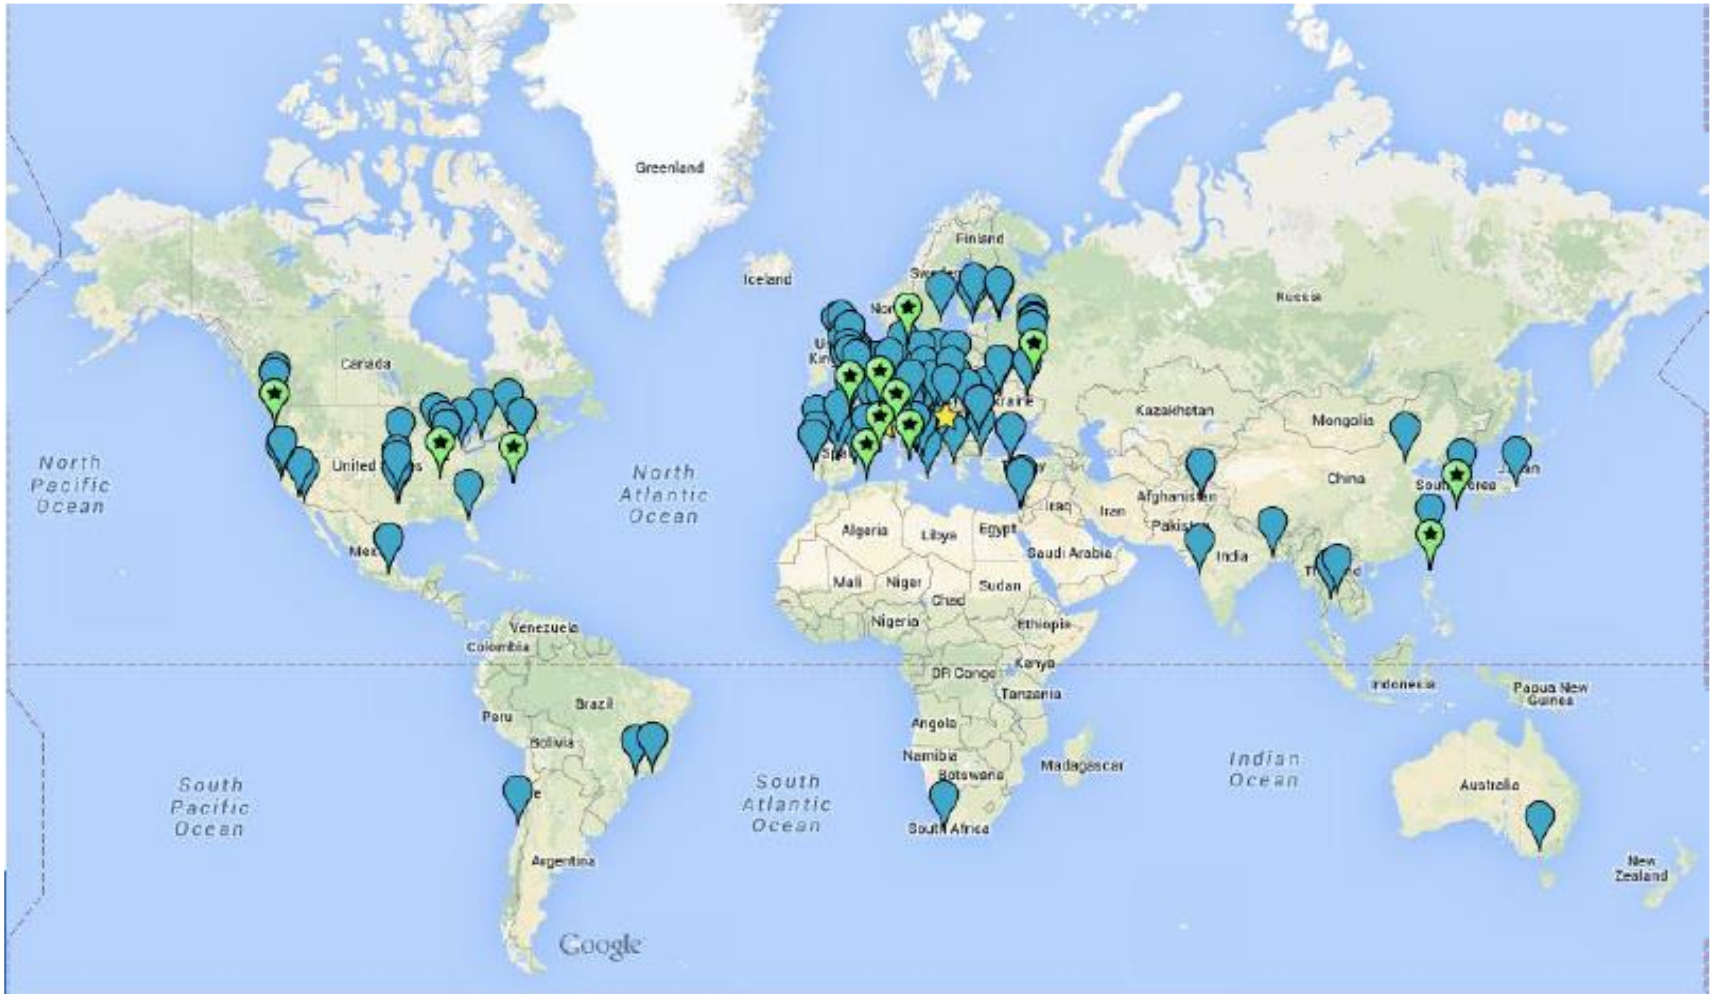 Greenland
Finland
Iceland
Russia
Canada
Kazakhstan
Mongolia
North
Pacific
Ocean
United
North
Atlantic
Ocean
China
Afghanistan
Iraq
Iran
Algeria
Libya
Egypt
Saudi Arabia
India
Mali
Niger
Chad
Sudan
Nigeria
Ethiopia
Venezuela
Colombia
DR Congo
Kenya
Tanzania
Indonesia
Papua New
Guinea
Peru
Brazil
Bolivia
Angola
Namibia
Botswana
Madagascar
South
Pacific
Ocean
South
Atlantic
Ocean
Indian
Ocean
Australia
South Africa
Argentina
New
Zealand
Google